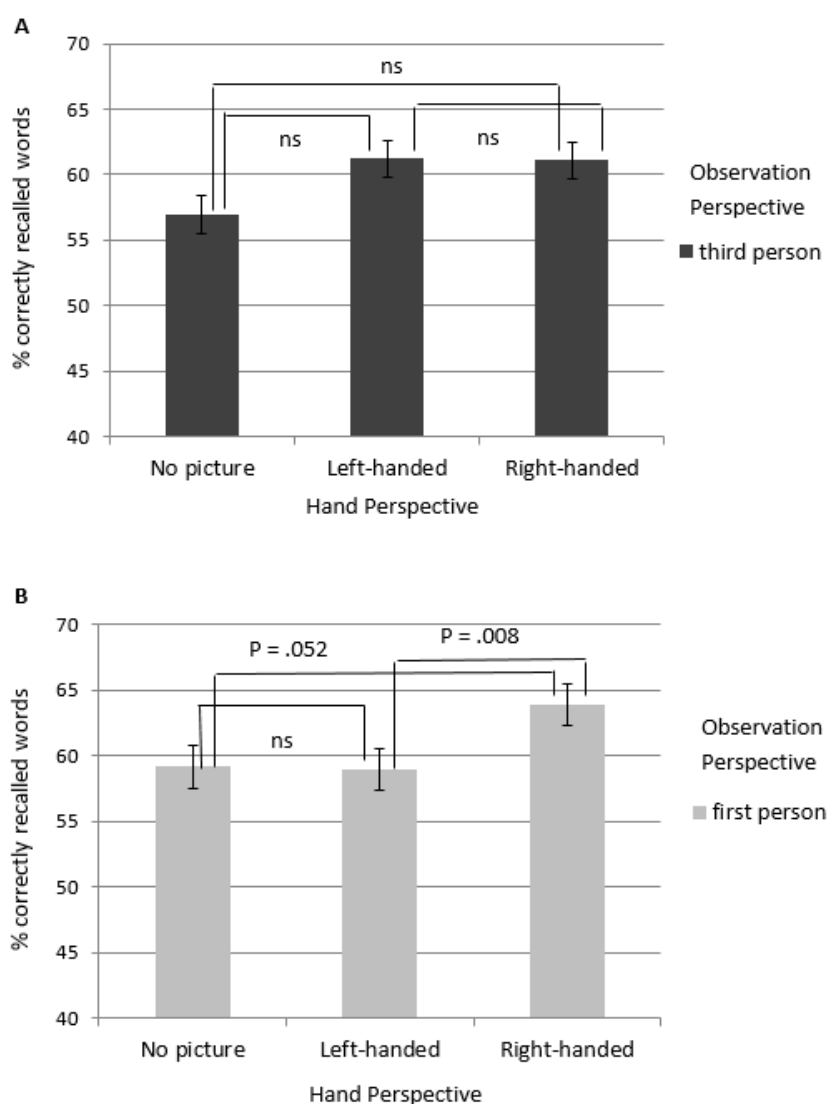 A
70
65
60
55
50
45
40
% correctly recalled words
ns
ns
ns
No picture
Left-handed
Right-handed
Hand Perspective
Observation
Perspective
third person
B
70
65
60
55
50
45
40
% correctly recalled words
P = .052
P = .008
ns
No picture
Left-handed
Right-handed
Hand Perspective
Observation
Perspective
first person